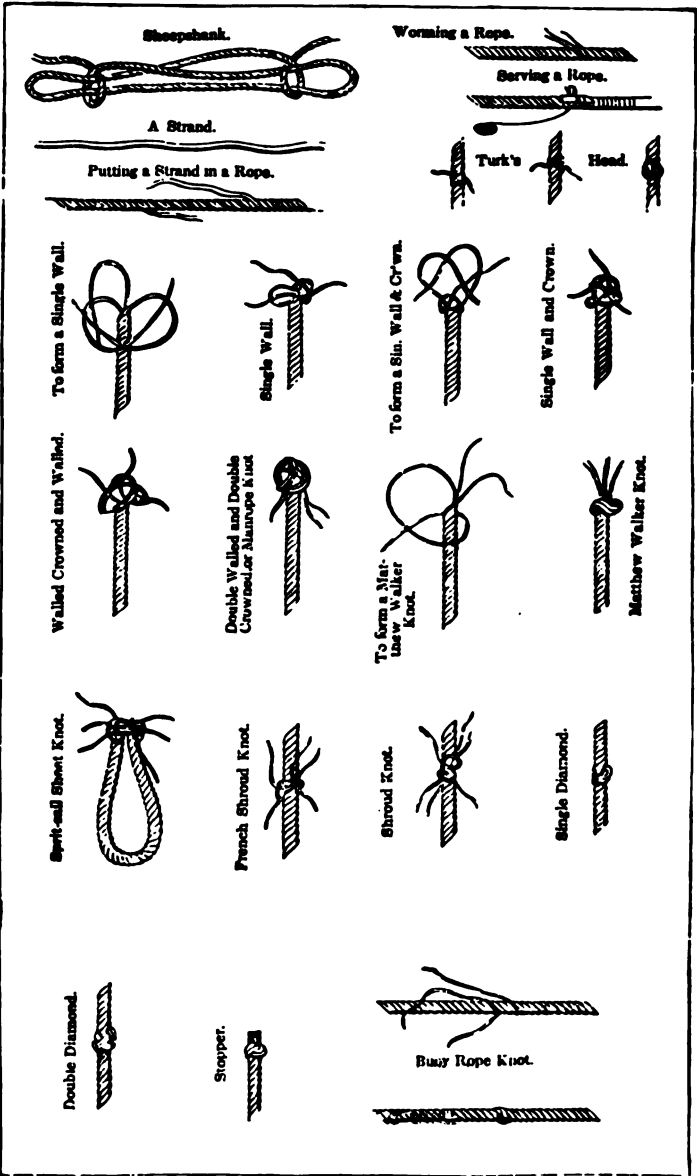 Sheepshank.
Worming a Rope.
Serving a Rope.
A Strand.
Putting a Strand in a Rope.
Turk's Head.
To form a Single Wall.
Single Wall.
To form a Sin. Wall & Cr'wn.
Single Wall and Crown.
Walled Crowned and Walled.
Double Walled and Double
Crowned or Manrope Knot
To form a Mat-
thew Walker
Knot.
Matthew Walker Knot.
Sprit-sail Sheet Knot.
French Shroud Knot.
Shroud Knot.
Single Diamond.
Double Diamond.
Stopper.
Buoy Rope Knot.